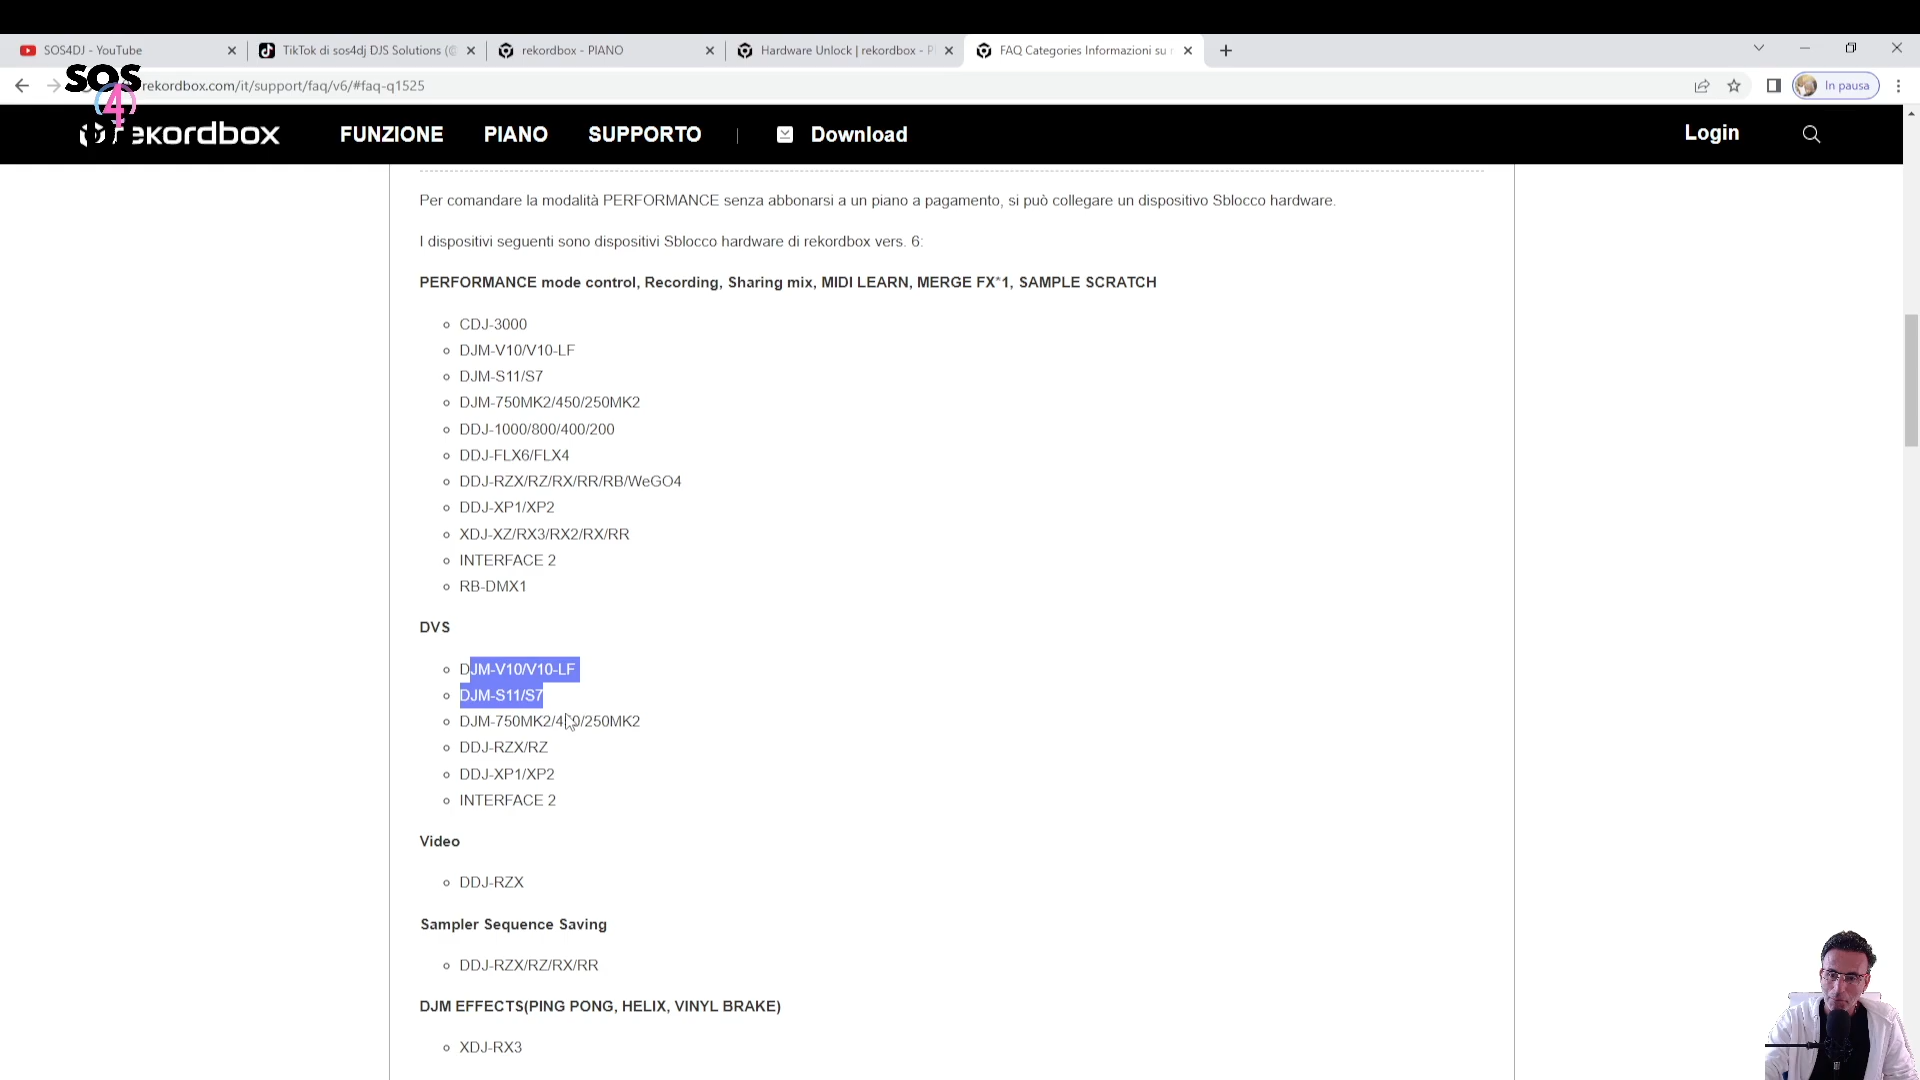 SOS4DJ - YouTube
TikTok di sos4dj DJS Solutions (@
rekordbox - PIANO
Hardware Unlock | rekordbox - P
FAQ Categories Informazioni su r
SOS
4
rekordbox.com/it/support/faq/v6/#faq-q1525
In pausa
rekordbox
FUNZIONE
PIANO
SUPPORTO
|
Download
Login
Per comandare la modalità PERFORMANCE senza abbonarsi a un piano a pagamento, si può collegare un dispositivo Sblocco hardware.
I dispositivi seguenti sono dispositivi Sblocco hardware di rekordbox vers. 6:
PERFORMANCE mode control, Recording, Sharing mix, MIDI LEARN, MERGE FX*1, SAMPLE SCRATCH
CDJ-3000
DJM-V10/V10-LF
DJM-S11/S7
DJM-750MK2/450/250MK2
DDJ-1000/800/400/200
DDJ-FLX6/FLX4
DDJ-RZX/RZ/RX/RR/RB/WeGO4
DDJ-XP1/XP2
XDJ-XZ/RX3/RX2/RX/RR
INTERFACE 2
RB-DMX1
DVS
DJM-V10/V10-LF
DJM-S11/S7
DJM-750MK2/450/250MK2
DDJ-RZX/RZ
DDJ-XP1/XP2
INTERFACE 2
Video
DDJ-RZX
Sampler Sequence Saving
DDJ-RZX/RZ/RX/RR
DJM EFFECTS(PING PONG, HELIX, VINYL BRAKE)
XDJ-RX3